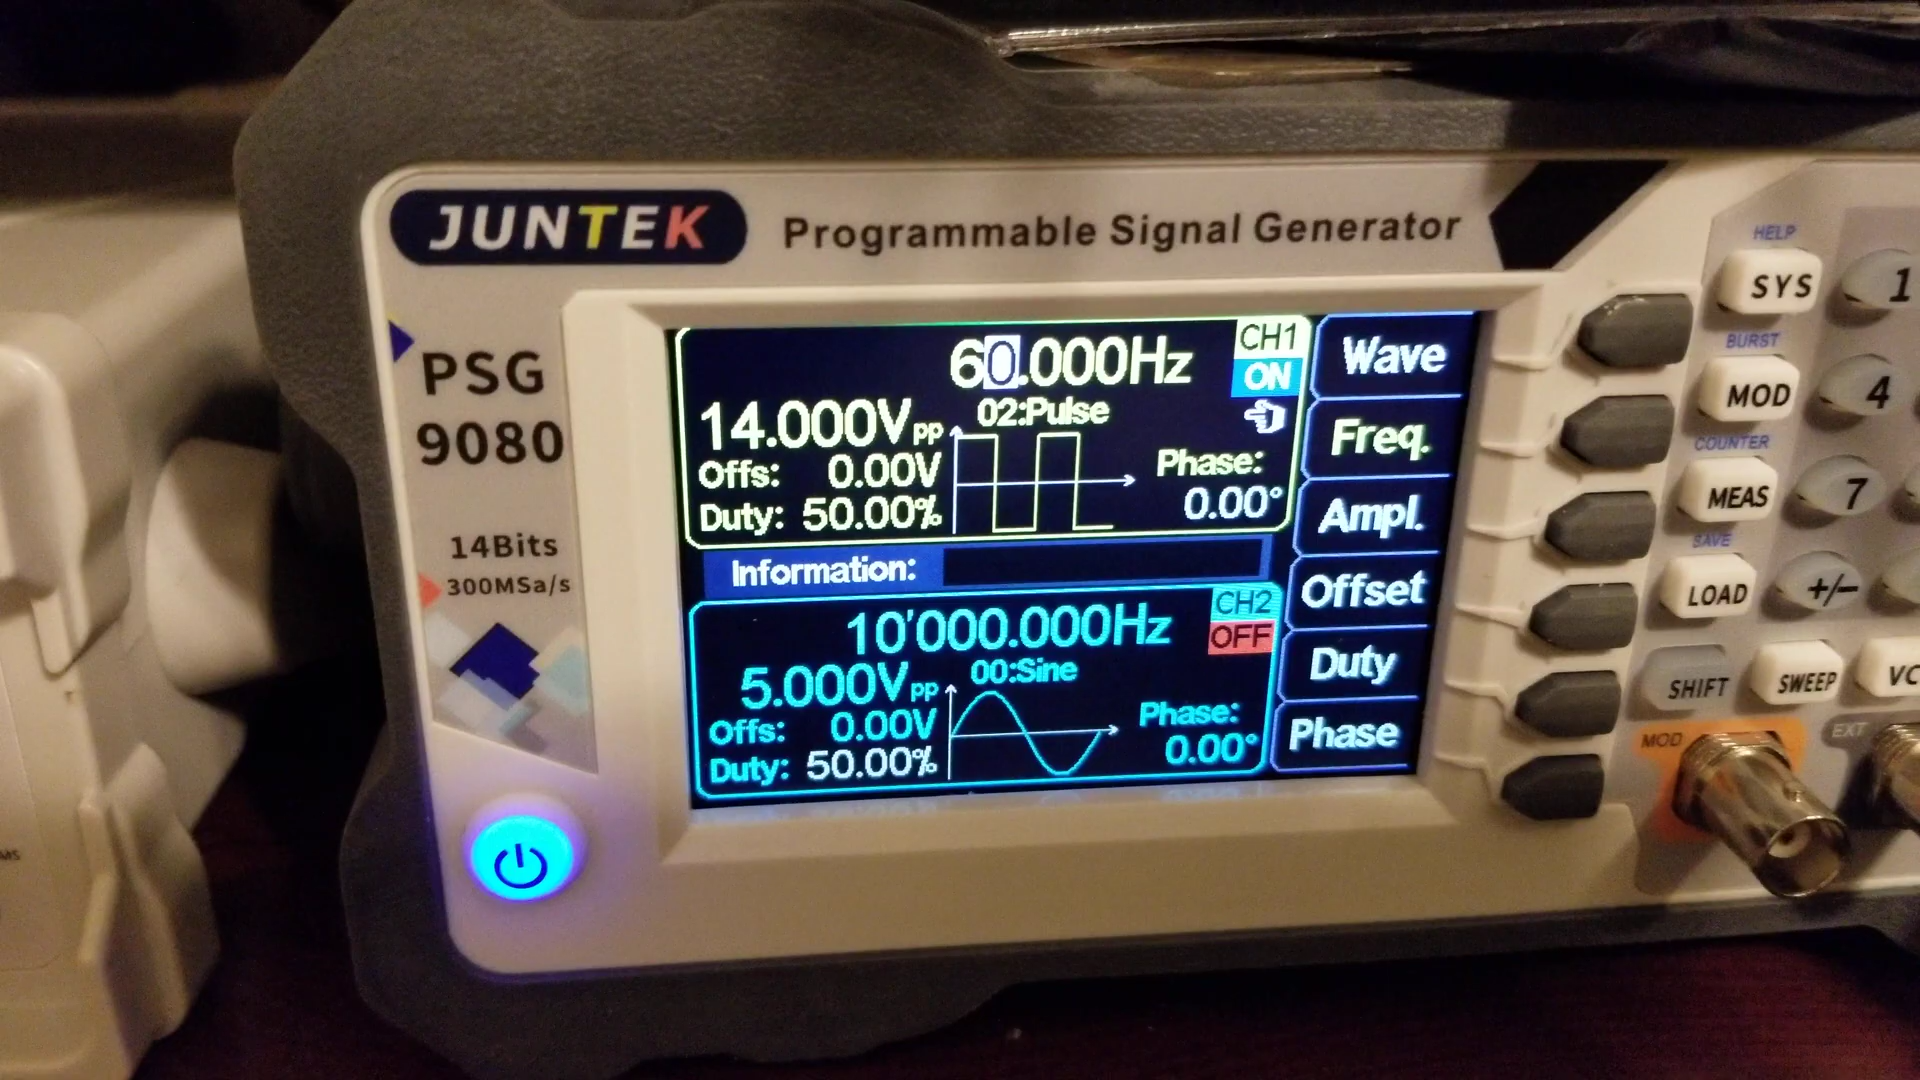 JUNTEK
Programmable Signal Generator
PSG
9080
14Bits
300MSa/s
60.000Hz
CH1
ON
14.000Vpp
02:Pulse
Offs: 0.00V
Phase:
0.00°
Duty: 50.00%
Information:
10'000.000Hz
CH2
OFF
5.000Vpp
00:Sine
Offs: 0.00V
Phase:
0.00°
Duty: 50.00%
Wave
Freq.
Ampl.
Offset
Duty
Phase
HELP
SYS
1
BURST
MOD
4
COUNTER
MEAS
7
SAVE
LOAD
+/-
SHIFT
SWEEP
VC
MOD
EXT
MS